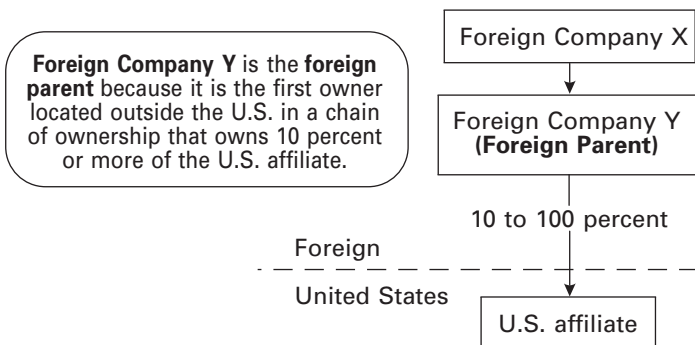 Foreign Company Y is the foreign
parent because it is the first owner
located outside the U.S. in a chain
of ownership that owns 10 percent
or more of the U.S. affiliate.
Foreign Company X
Foreign Company Y
(Foreign Parent)
10 to 100 percent
Foreign
United States
U.S. affiliate